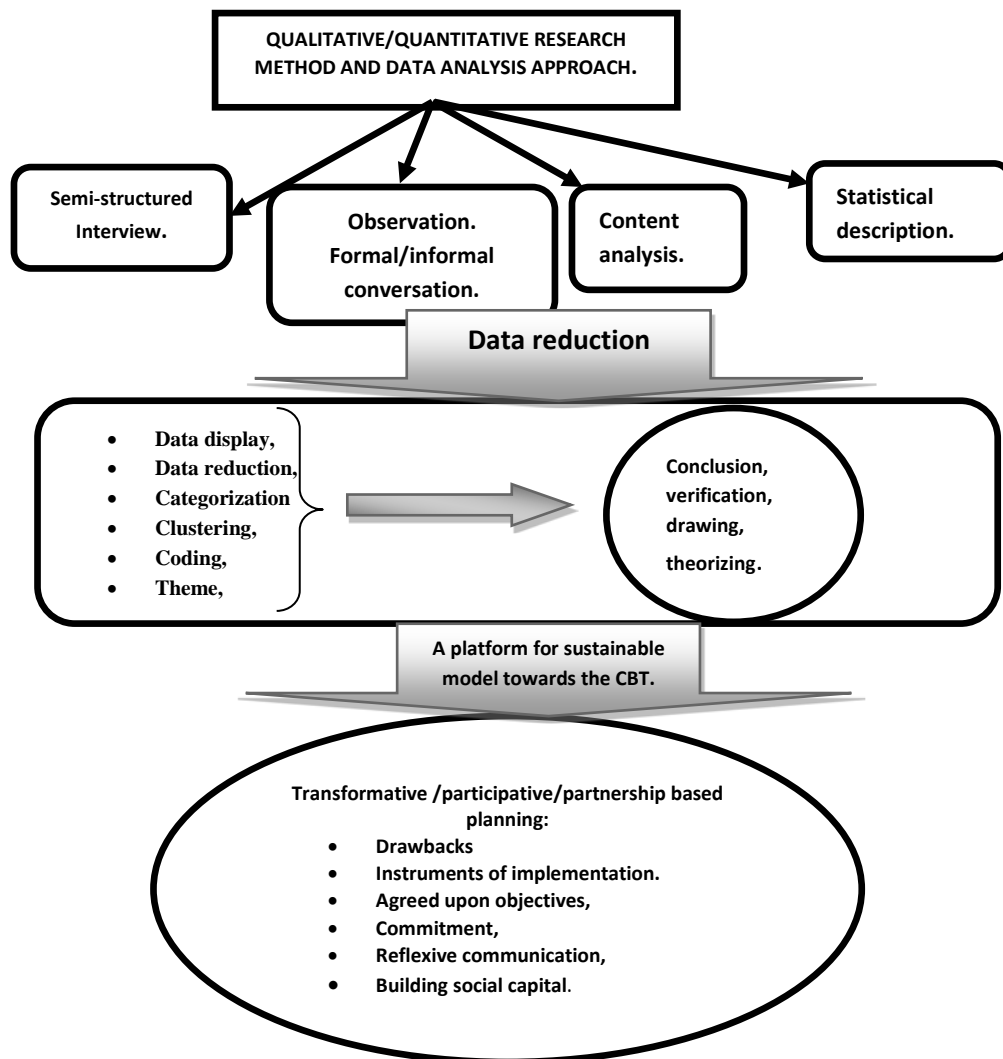 QUALITATIVE/QUANTITATIVE RESEARCH
METHOD AND DATA ANALYSIS APPROACH.
Semi-structured
Interview.
Observation.
Formal/informal
conversation.
Content
analysis.
Statistical
description.
Data reduction
• Data display,
• Data reduction,
• Categorization
• Clustering,
• Coding,
• Theme,
Conclusion,
verification,
drawing,
theorizing.
A platform for sustainable
model towards the CBT.
Transformative /participative/partnership based
planning:
• Drawbacks
• Instruments of implementation.
• Agreed upon objectives,
• Commitment,
• Reflexive communication,
• Building social capital.